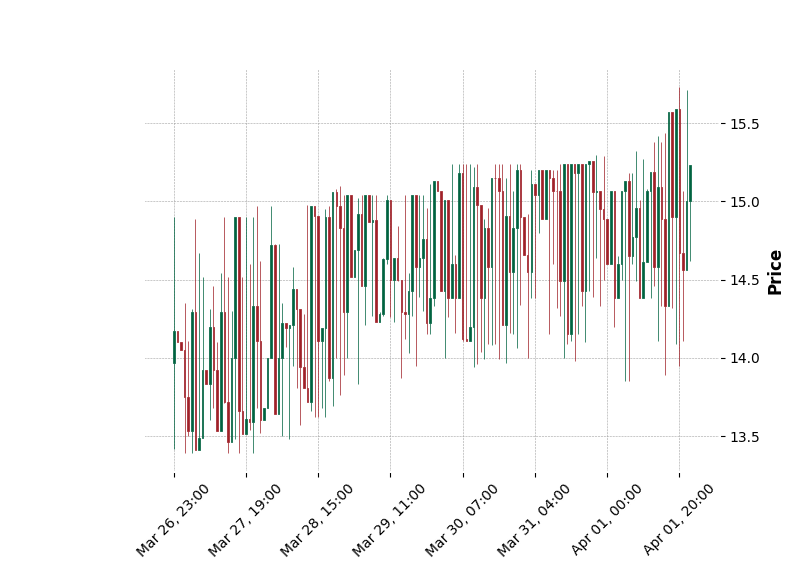 15.5
15.0
14.5
14.0
13.5
Price
Mar 26, 23:00
Mar 27, 19:00
Mar 28, 15:00
Mar 29, 11:00
Mar 30, 07:00
Mar 31, 04:00
Apr 01, 00:00
Apr 01, 20:00